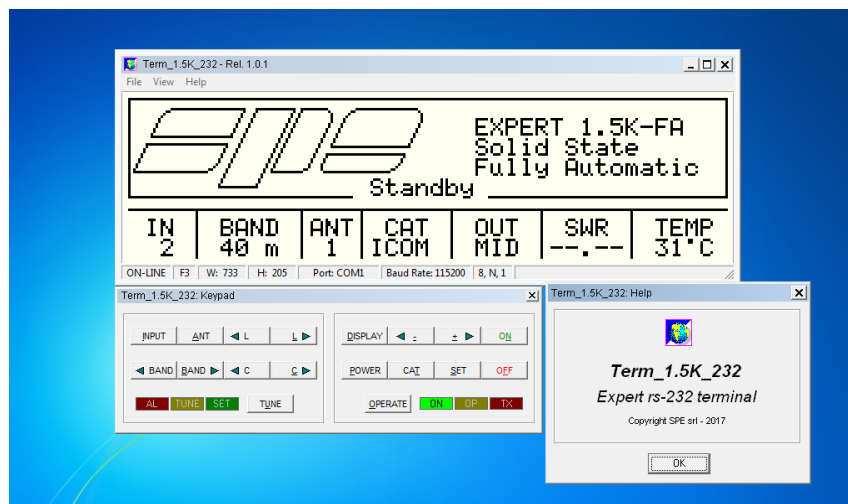 Term_1.5K_232 - Rel. 1.0.1
File View Help
spe
EXPERT 1.5K-FA
Solid State
Fully Automatic
Standby
IN BAND ANT CAT OUT SWR TEMP
2 40 m 1 ICOM MID --.-- 31°C
ON-LINE F3 W: 733 H: 205 Port: COM1 Baud Rate: 115200 8, N, 1
Term_1.5K_232: Keypad
INPUT ANT ◀ L L ▶ DISPLAY ◀ - + ▶ ON
◀ BAND BAND ▶ ◀ C C ▶ POWER CAT SET OFF
AL TUNE SET TUNE OPERATE ON OP TX
Term_1.5K_232: Help
Term_1.5K_232
Expert rs-232 terminal
Copyright SPE srl - 2017
OK